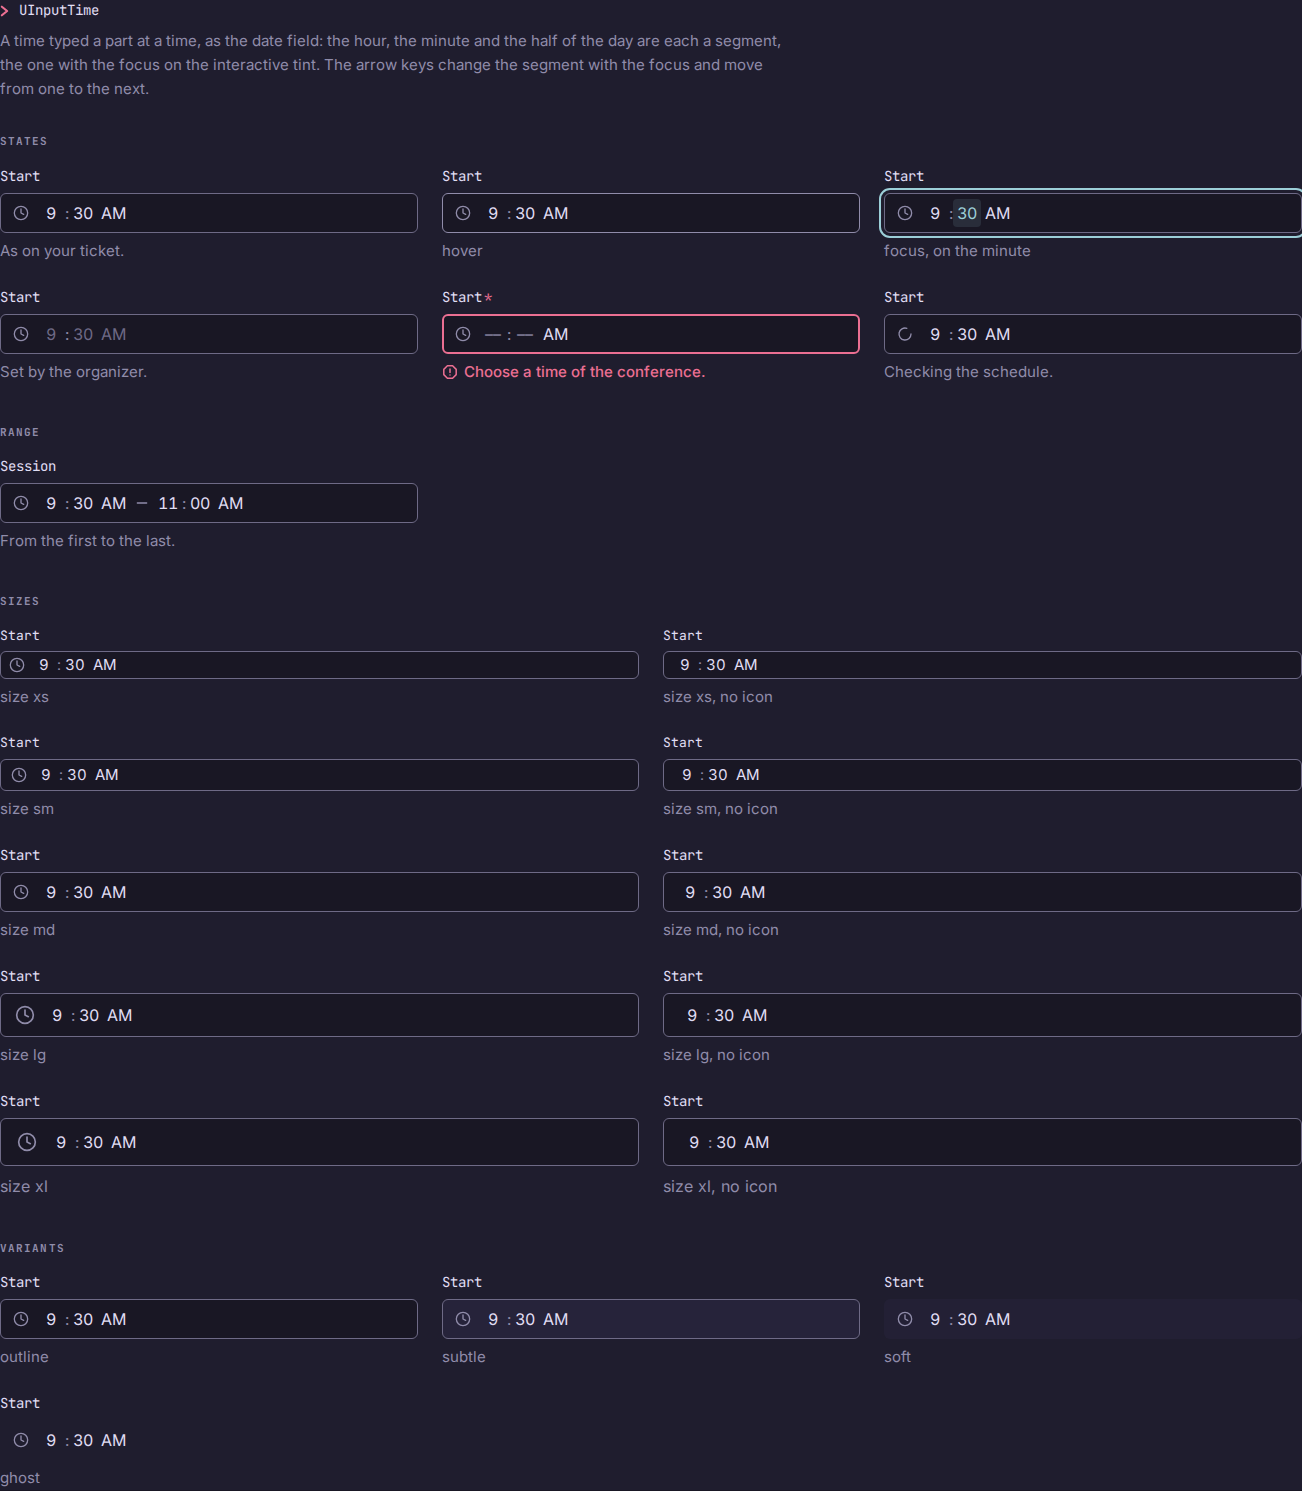 UInputTime
A time typed a part at a time, as the date field: the hour, the minute and the half of the day are each a segment,
the one with the focus on the interactive tint. The arrow keys change the segment with the focus and move
from one to the next.
STATES
Start Start Start
9 : 30 AM 9 : 30 AM 9 : 30 AM
As on your ticket. hover focus, on the minute
Start Start* Start
9 : 30 AM –– : –– AM 9 : 30 AM
Set by the organizer. Choose a time of the conference. Checking the schedule.
RANGE
Session
9 : 30 AM – 11 : 00 AM
From the first to the last.
SIZES
Start Start
9 : 30 AM 9 : 30 AM
size xs size xs, no icon
Start Start
9 : 30 AM 9 : 30 AM
size sm size sm, no icon
Start Start
9 : 30 AM 9 : 30 AM
size md size md, no icon
Start Start
9 : 30 AM 9 : 30 AM
size lg size lg, no icon
Start Start
9 : 30 AM 9 : 30 AM
size xl size xl, no icon
VARIANTS
Start Start Start
9 : 30 AM 9 : 30 AM 9 : 30 AM
outline subtle soft
Start
9 : 30 AM
ghost